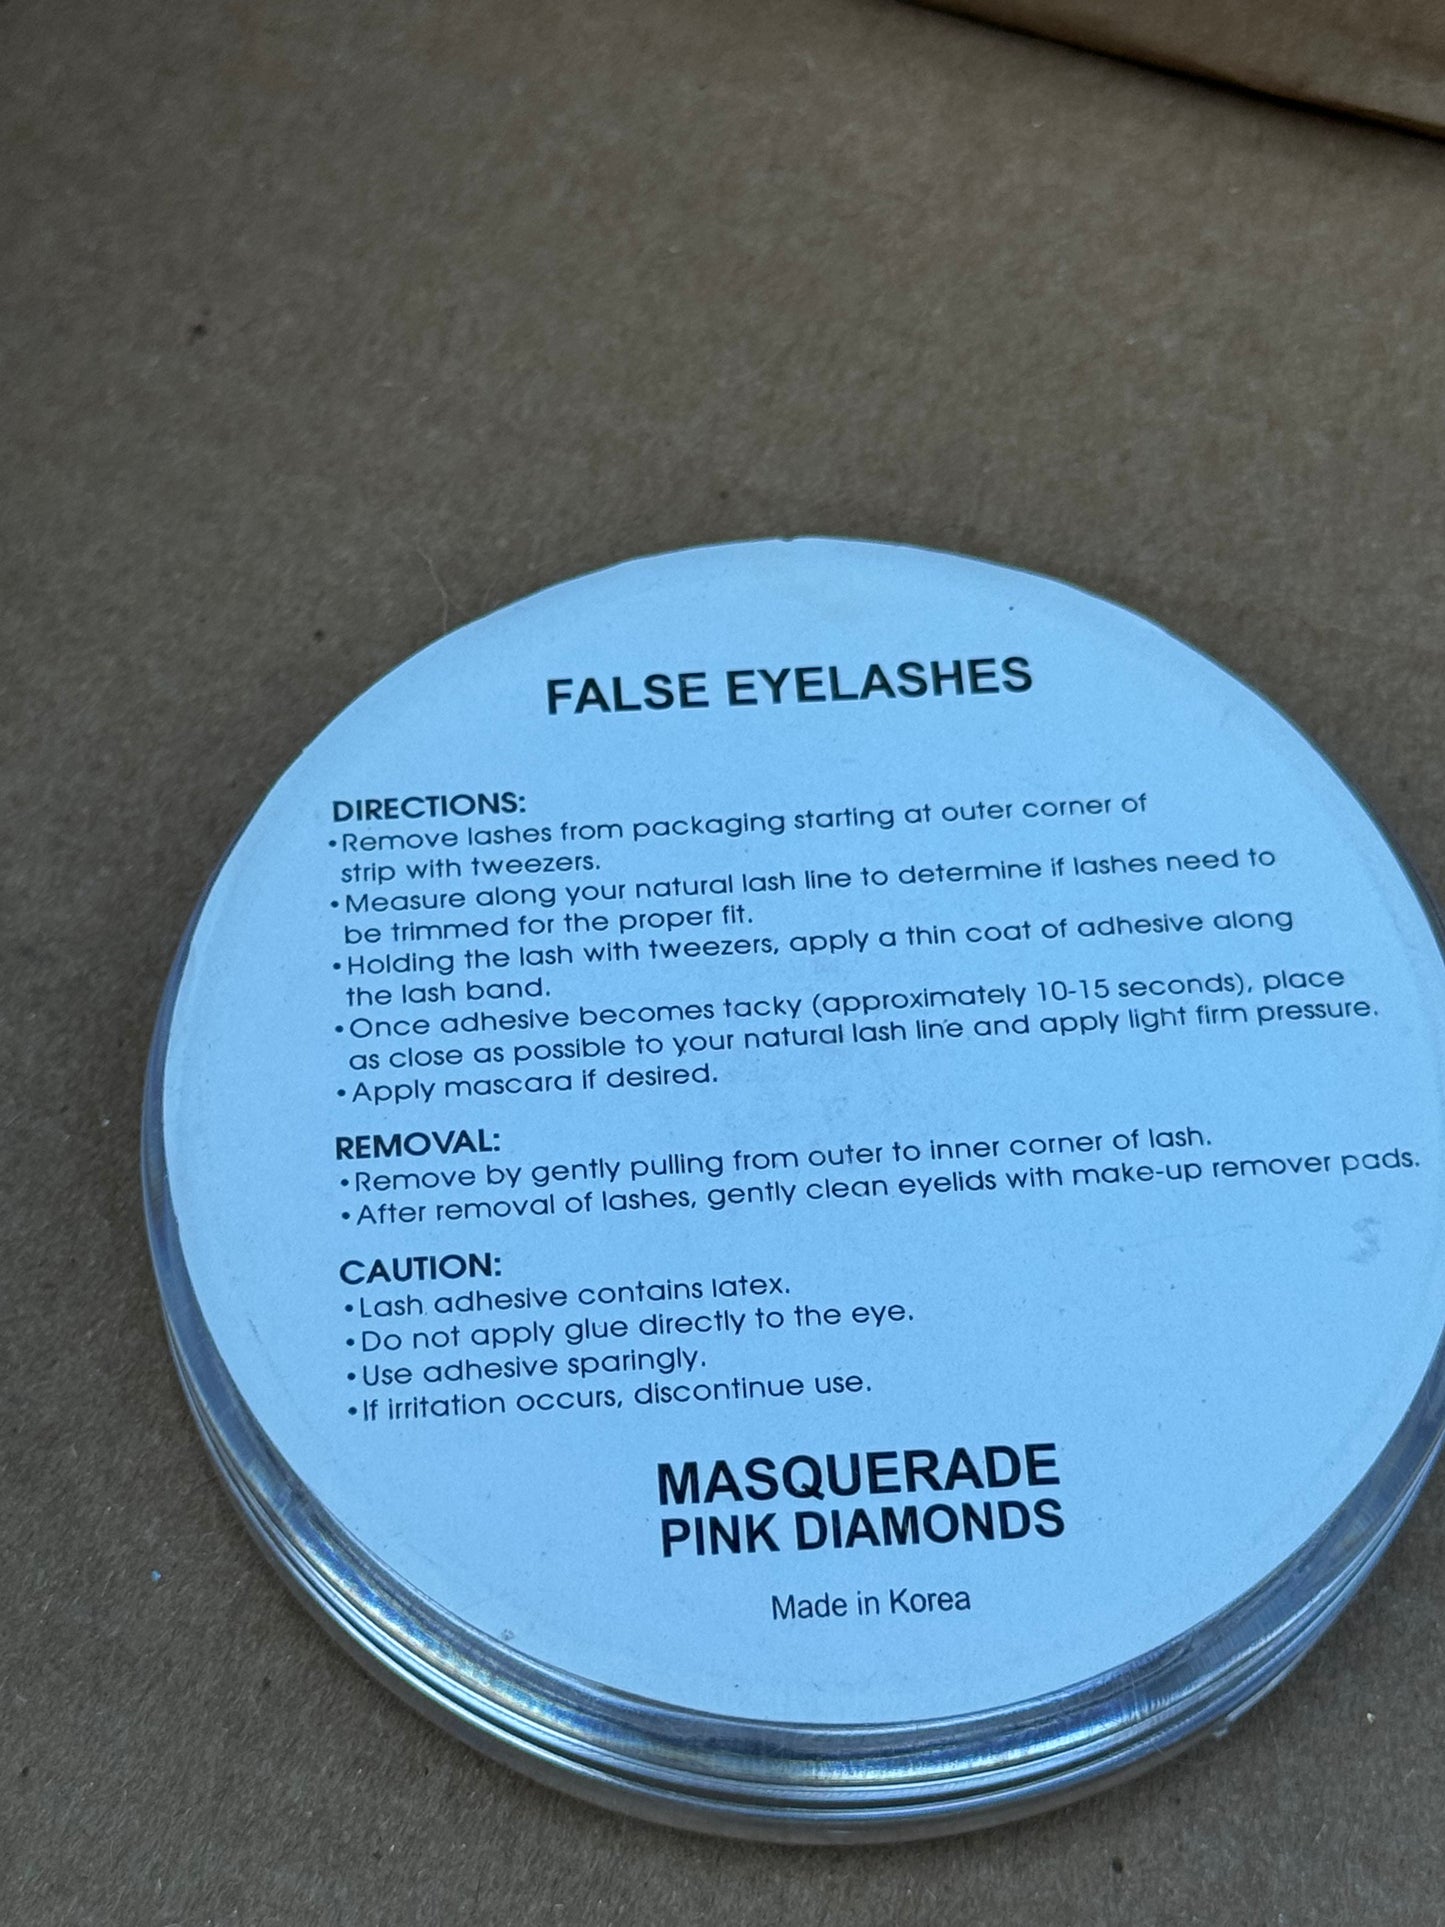 FALSE EYELASHES
DIRECTIONS:
•Remove lashes from packaging starting at outer corner of
strip with tweezers.
•Measure along your natural lash line to determine if lashes need to
be trimmed for the proper fit.
•Holding the lash with tweezers, apply a thin coat of adhesive along
the lash band.
•Once adhesive becomes tacky (approximately 10-15 seconds), place
as close as possible to your natural lash line and apply light firm pressure.
•Apply mascara if desired.
REMOVAL:
•Remove by gently pulling from outer to inner corner of lash.
•After removal of lashes, gently clean eyelids with make-up remover pads.
CAUTION:
•Lash adhesive contains latex.
•Do not apply glue directly to the eye.
•Use adhesive sparingly.
•If irritation occurs, discontinue use.
MASQUERADE
PINK DIAMONDS
Made in Korea